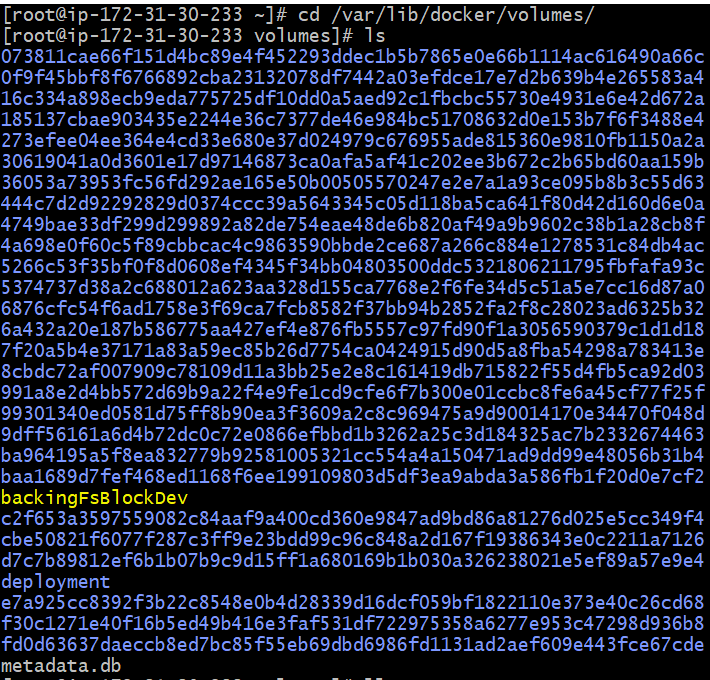 [root@ip-172-31-30-233 ~]# cd /var/lib/docker/volumes/
[root@ip-172-31-30-233 volumes]# ls
073811cae66f151d4bc89e4f452293ddec1b5b7865e0e66b1114ac616490a66c
0f9f45bbf8f6766892cba23132078df7442a03efdce17e7d2b639b4e265583a4
16c334a898ecb9eda775725df10dd0a5aed92c1fbcbc55730e4931e6e42d672a
185137cbae903435e2244e36c7377de46e984bc51708632d0e153b7f6f3488e4
273efee04ee364e4cd33e680e37d024979c676955ade815360e9810fb1150a2a
30619041a0d3601e17d97146873ca0afa5af41c202ee3b672c2b65bd60aa159b
36053a73953fc56fd292ae165e50b00505570247e2e7a1a93ce095b8b3c55d63
444c7d2d92292829d0374ccc39a5643345c05d118ba5ca641f80d42d160d6e0a
4749bae33df299d299892a82de754eae48de6b820af49a9b9602c38b1a28cb8f
4a698e0f60c5f89cbbcac4c9863590bbde2ce687a266c884e1278531c84db4ac
5266c53f35bf0f8d0608ef4345f34bb04803500ddc5321806211795fbfafa93c
5374737d38a2c688012a623aa328d155ca7768e2f6fe34d5c51a5e7cc16d87a0
6876cfc54f6ad1758e3f69ca7fcb8582f37bb94b2852fa2f8c28023ad6325b32
6a432a20e187b586775aa427ef4e876fb5557c97fd90f1a3056590379c1d1d18
7f20a5b4e37171a83a59ec85b26d7754ca0424915d90d5a8fba54298a783413e
8cbdc72af007909c78109d11a3bb25e2e8c161419db715822f55d4fb5ca92d03
991a8e2d4bb572d69b9a22f4e9fe1cd9cfe6f7b300e01ccbc8fe6a45cf77f25f
99301340ed0581d75ff8b90ea3f3609a2c8c969475a9d90014170e34470f048d
9dff56161a6d4b72dc0c72e0866efbbd1b3262a25c3d184325ac7b2332674463
ba964195a5f8ea832779b92581005321cc554a4a150471ad9dd99e48056b31b4
baa1689d7fef468ed1168f6ee199109803d5df3ea9abda3a586fb1f20d0e7cf2
backingFsBlockDev
c2f653a3597559082c84aaf9a400cd360e9847ad9bd86a81276d025e5cc349f4
cbe50821f6077f287c3ff9e23bdd99c96c848a2d167f19386343e0c2211a7126
d7c7b89812ef6b1b07b9c9d15ff1a680169b1b030a326238021e5ef89a57e9e4
deployment
e7a925cc8392f3b22c8548e0b4d28339d16dcf059bf1822110e373e40c26cd68
f30c1271e40f16b5ed49b416e3faf531df722975358a6277e953c47298d936b8
fd0d63637daeccb8ed7bc85f55eb69dbd6986fd1131ad2aef609e443fce67cde
metadata.db